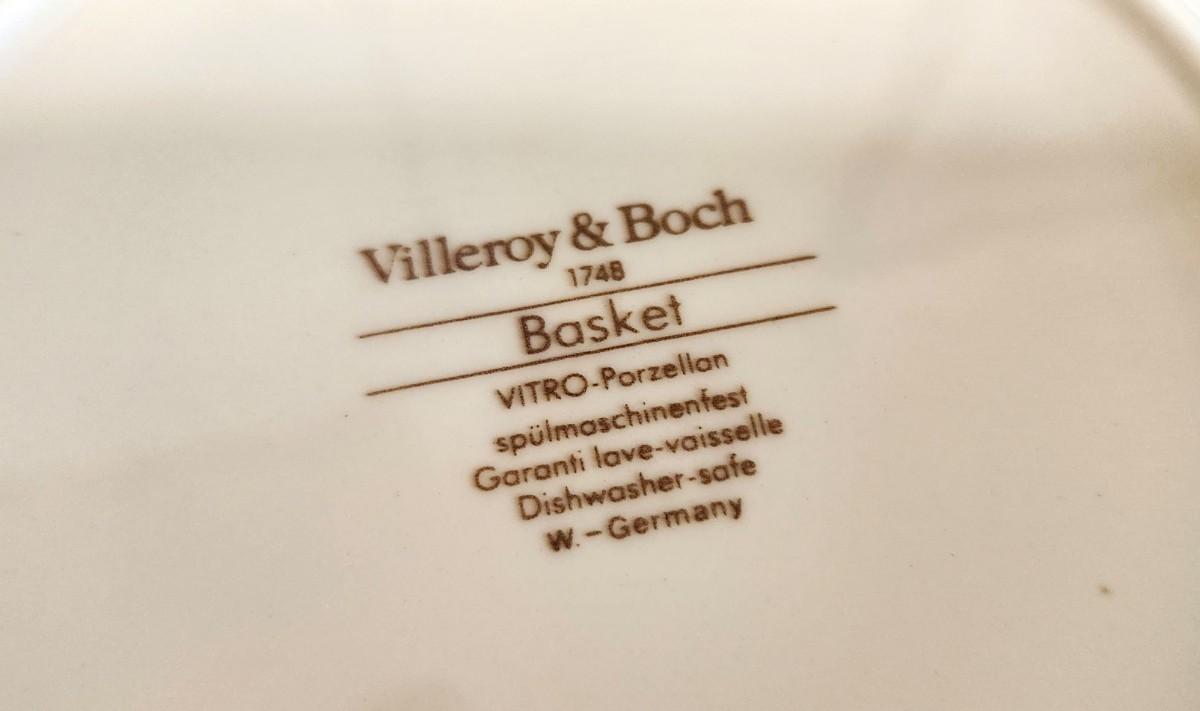 Villeroy & Boch
1748
Basket
VITRO-Porzellan
spülmaschinenfest
Garanti lave-vaisselle
Dishwasher-safe
W.-Germany